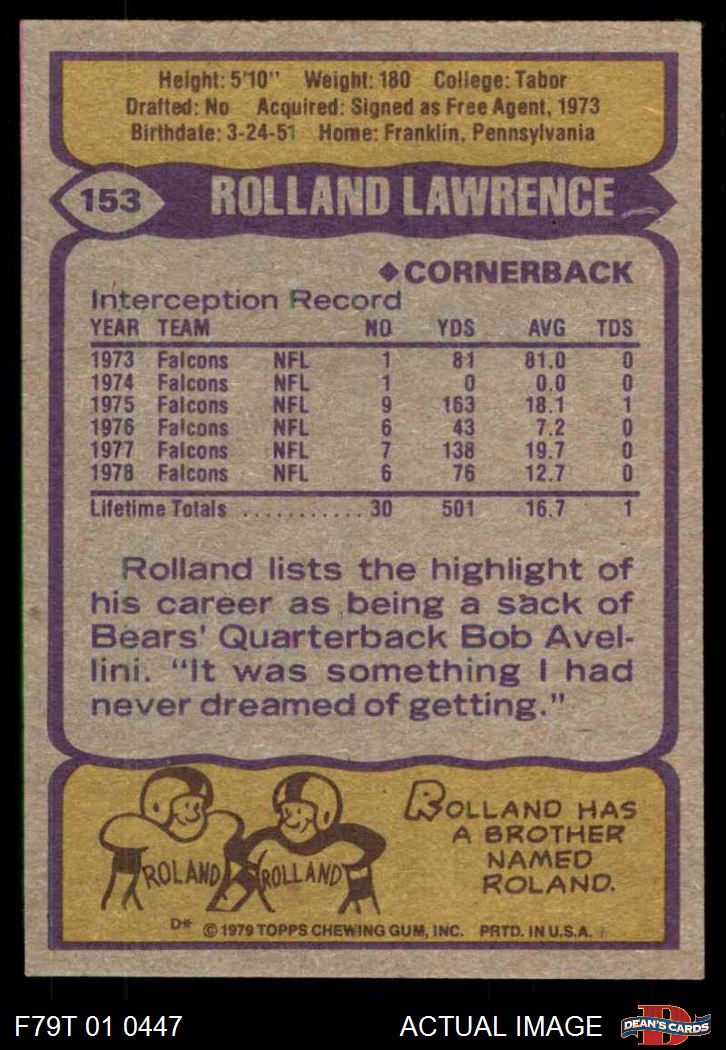 Height: 5'10" Weight: 180 College: Tabor
Drafted: No Acquired: Signed as Free Agent, 1973
Birthdate: 3-24-51 Home: Franklin, Pennsylvania
153 ROLLAND LAWRENCE
◆CORNERBACK
Interception Record
YEAR TEAM NO YDS AVG TDS
1973 Falcons NFL 1 81 81.0 0
1974 Falcons NFL 1 0 0.0 0
1975 Falcons NFL 9 163 18.1 1
1976 Falcons NFL 6 43 7.2 0
1977 Falcons NFL 7 138 19.7 0
1978 Falcons NFL 6 76 12.7 0
Lifetime Totals ........... 30 501 16.7 1
Rolland lists the highlight of
his career as being a sack of
Bears' Quarterback Bob Avel-
lini. "It was something I had
never dreamed of getting."
ROLAND ROLLAND
ROLLAND HAS
A BROTHER
NAMED
ROLAND.
D* © 1979 TOPPS CHEWING GUM, INC. PRTD. IN U.S.A.
F79T 01 0447 ACTUAL IMAGE D DEAN'S CARDS